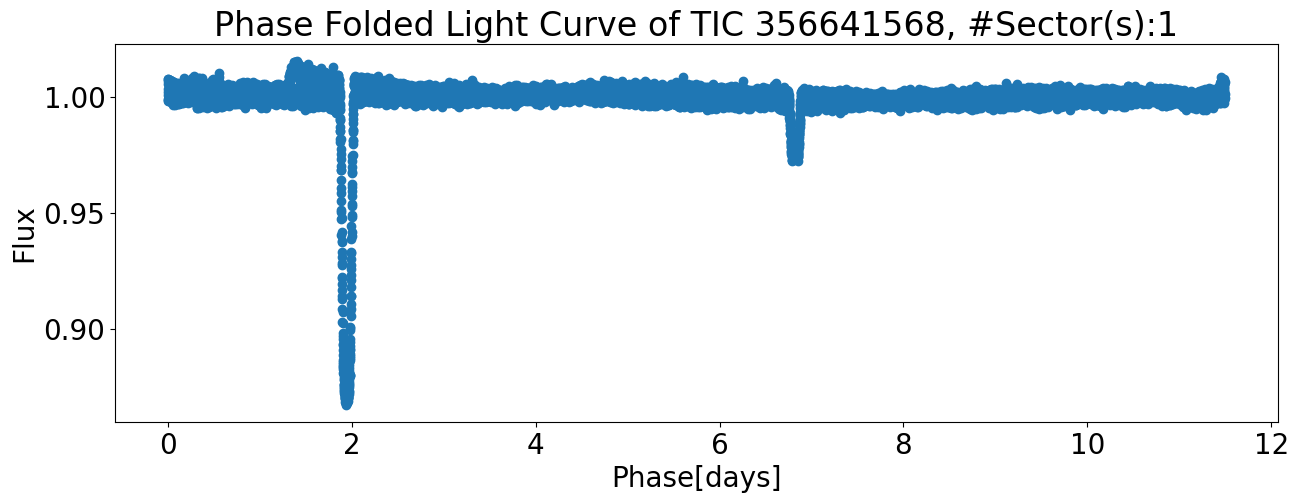 Phase Folded Light Curve of TIC 356641568, #Sector(s):1
1.00
0.95
0.90
Flux
0 2 4 6 8 10 12
Phase[days]